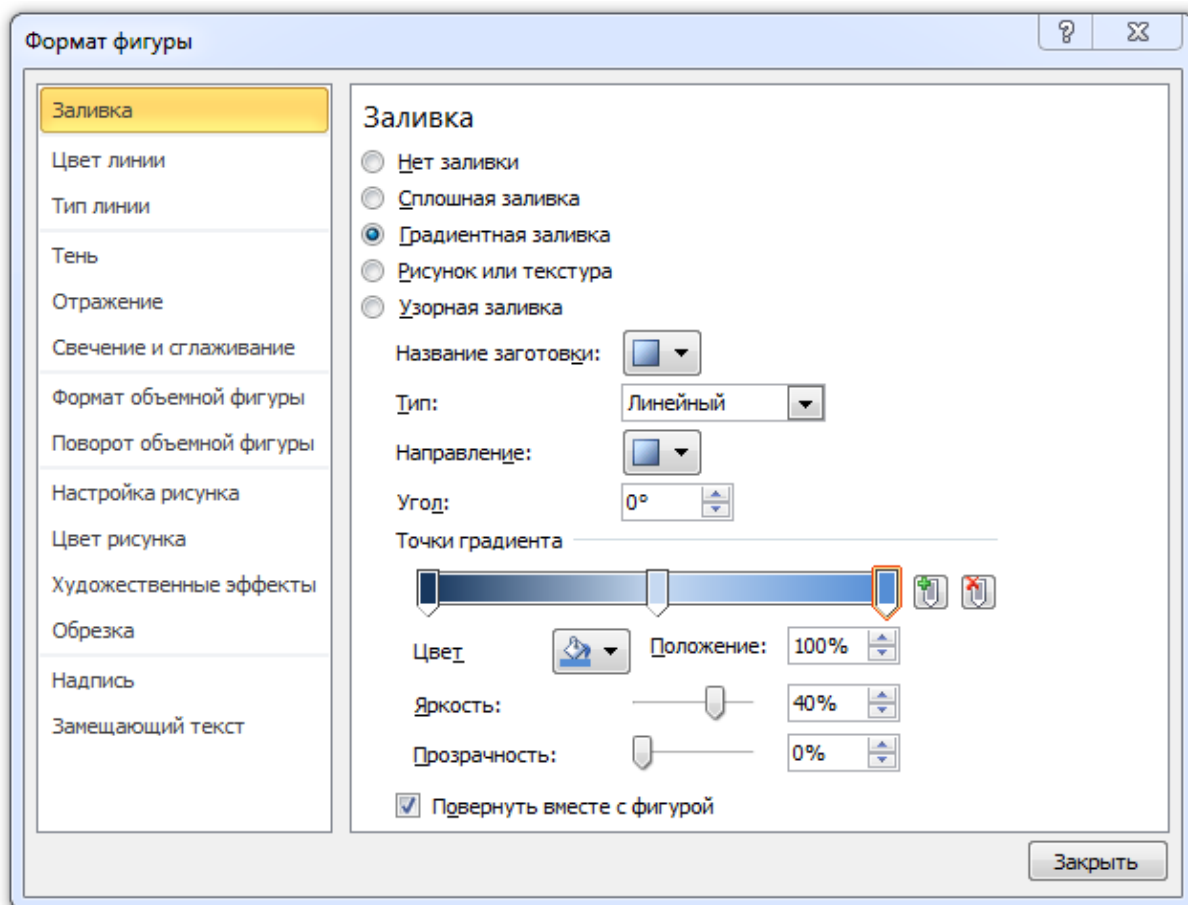 Формат фигуры
Заливка
Цвет линии
Тип линии
Тень
Отражение
Свечение и сглаживание
Формат объемной фигуры
Поворот объемной фигуры
Настройка рисунка
Цвет рисунка
Художественные эффекты
Обрезка
Надпись
Замещающий текст
Заливка
Нет заливки
Сплошная заливка
Градиентная заливка
Рисунок или текстура
Узорная заливка
Название заготовки:
Тип: Линейный
Направление:
Угол: 0°
Точки градиента
Цвет Положение: 100%
Яркость: 40%
Прозрачность: 0%
Повернуть вместе с фигурой
Закрыть